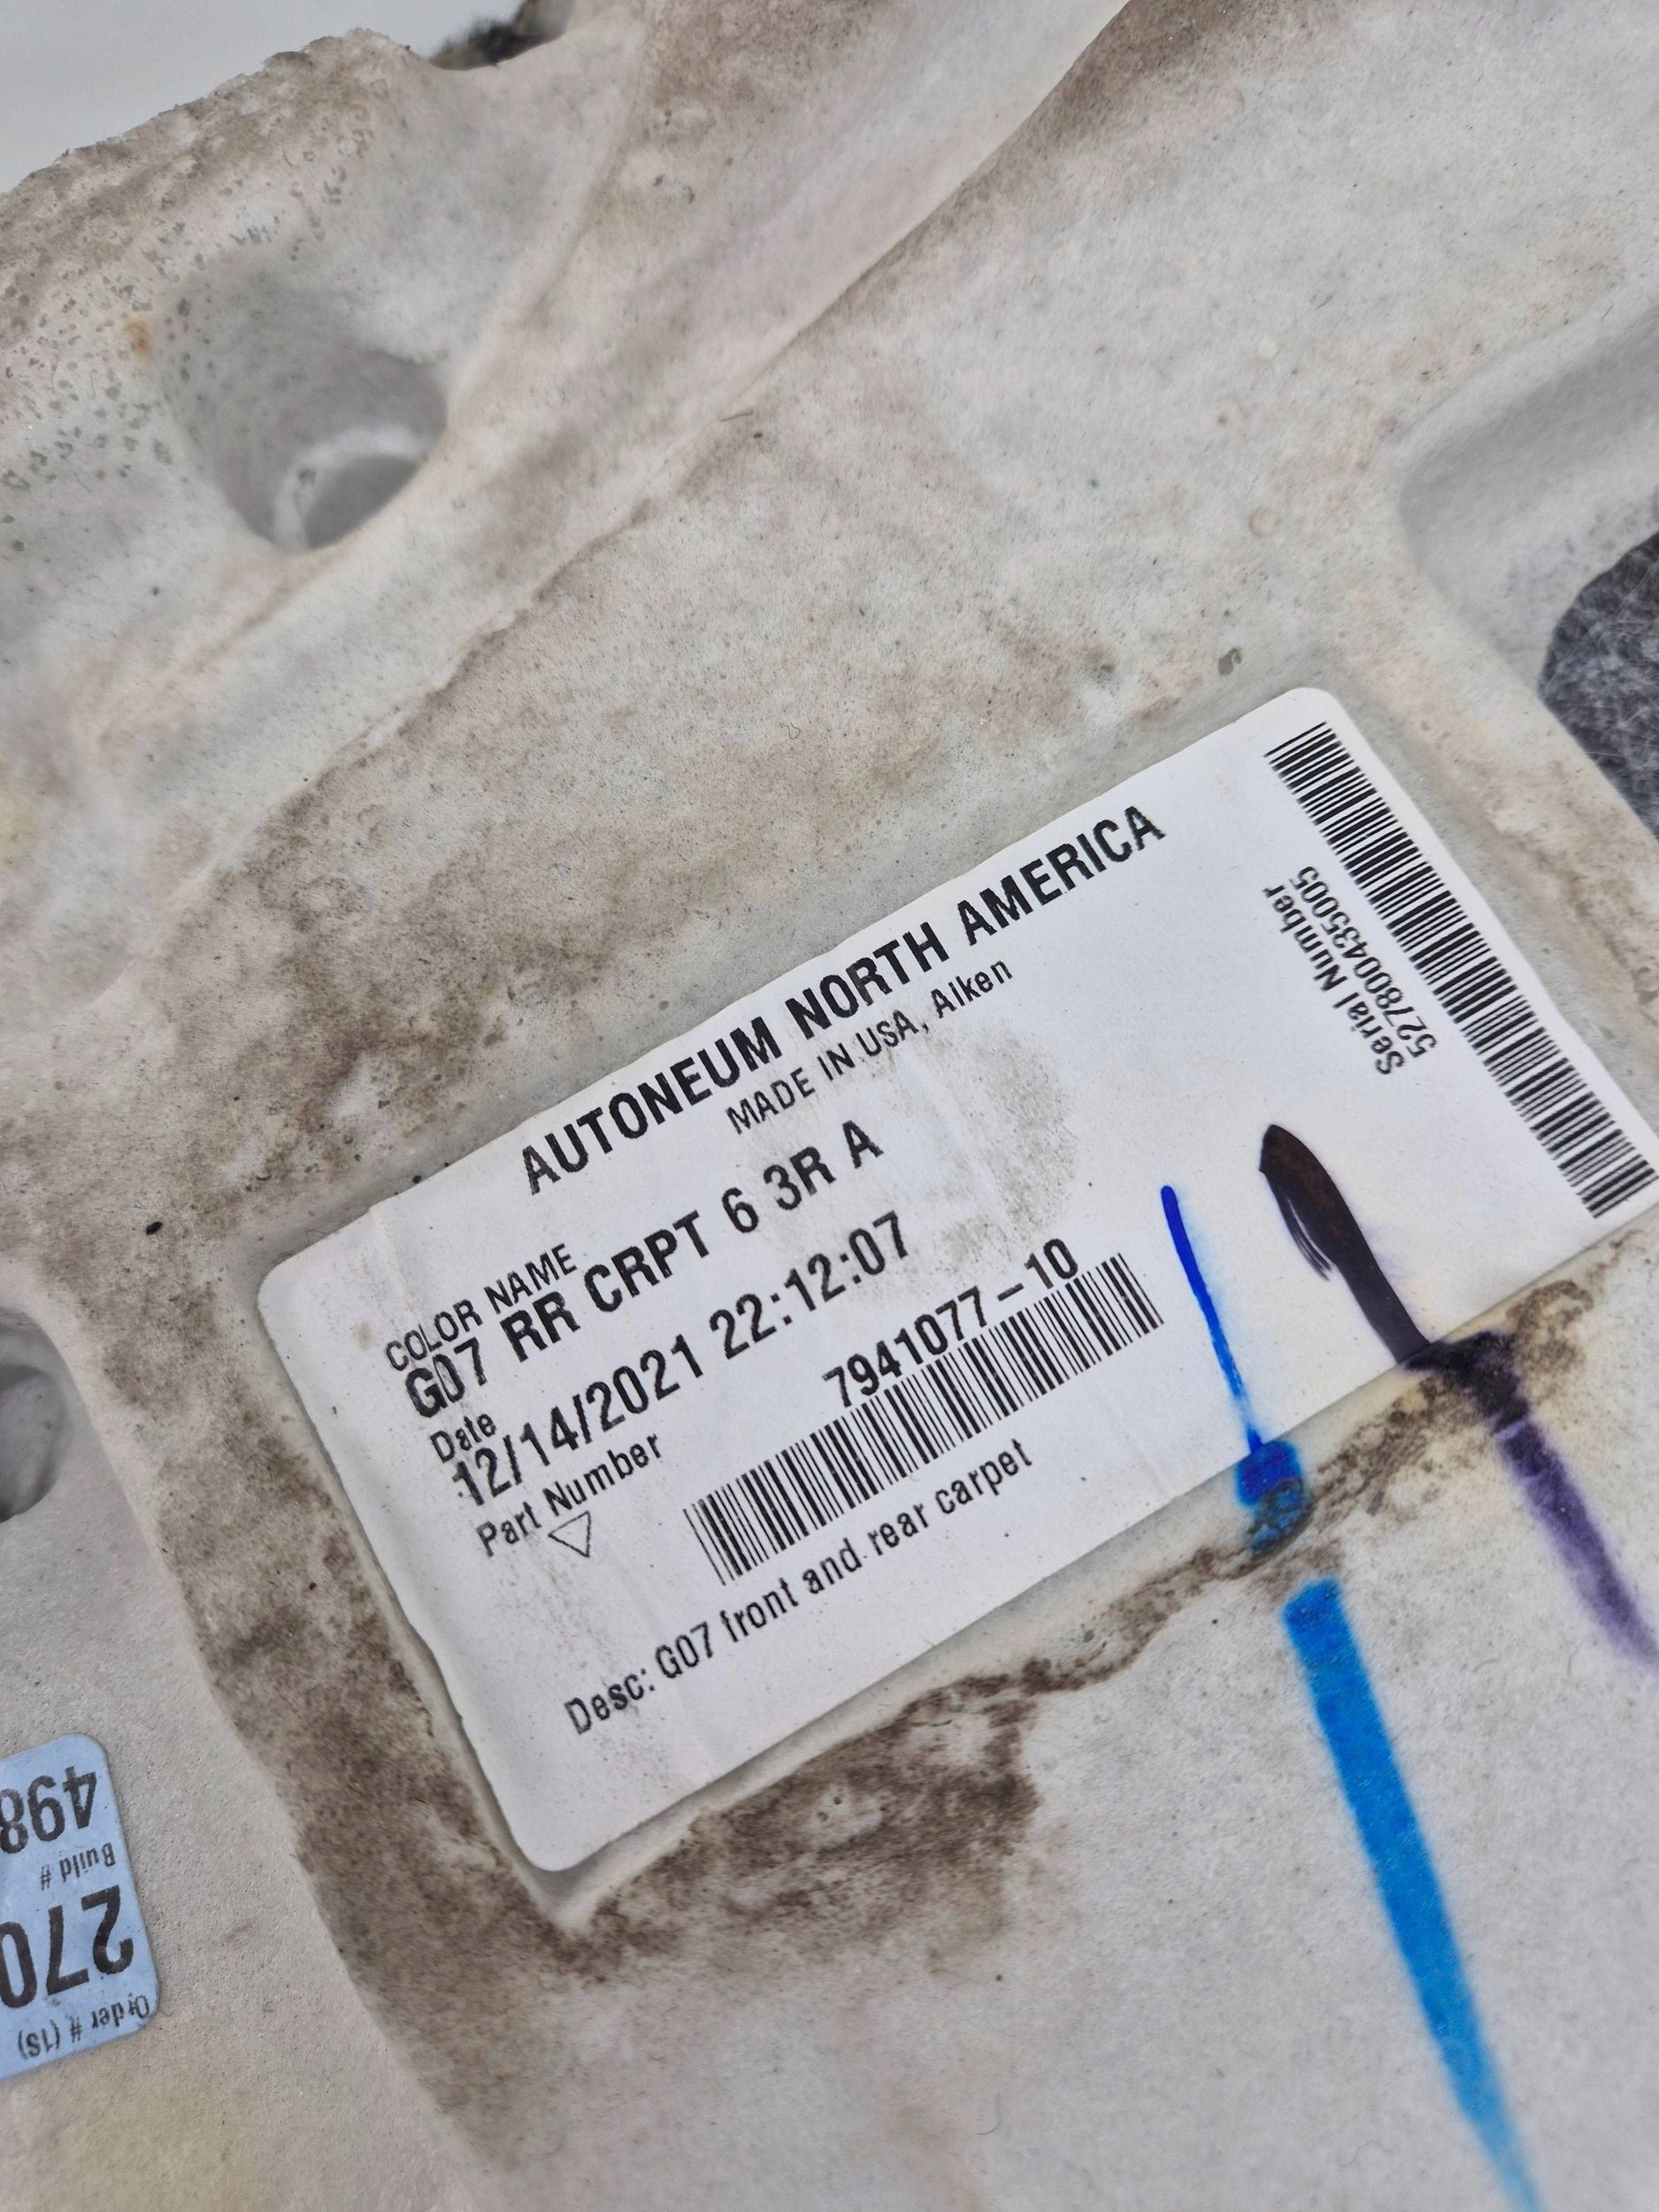 AUTONEUM NORTH AMERICA
MADE IN USA, Aiken
COLOR NAME
G07 RR CRPT 6 3R A
Date
12/14/2021 22:12:07
Part Number
7941077-10
Desc: G07 front and rear carpet
Serial Number
527800435005
Order # (1S)
270
Build #
498